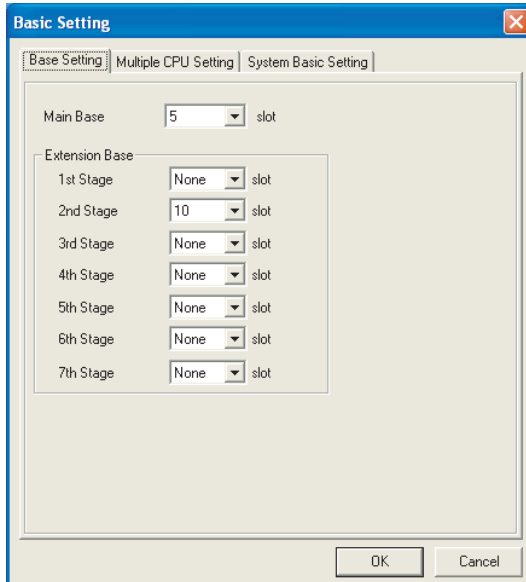 Basic Setting
Base Setting Multiple CPU Setting System Basic Setting
Main Base 5 slot
Extension Base
1st Stage None slot
2nd Stage 10 slot
3rd Stage None slot
4th Stage None slot
5th Stage None slot
6th Stage None slot
7th Stage None slot
OK Cancel